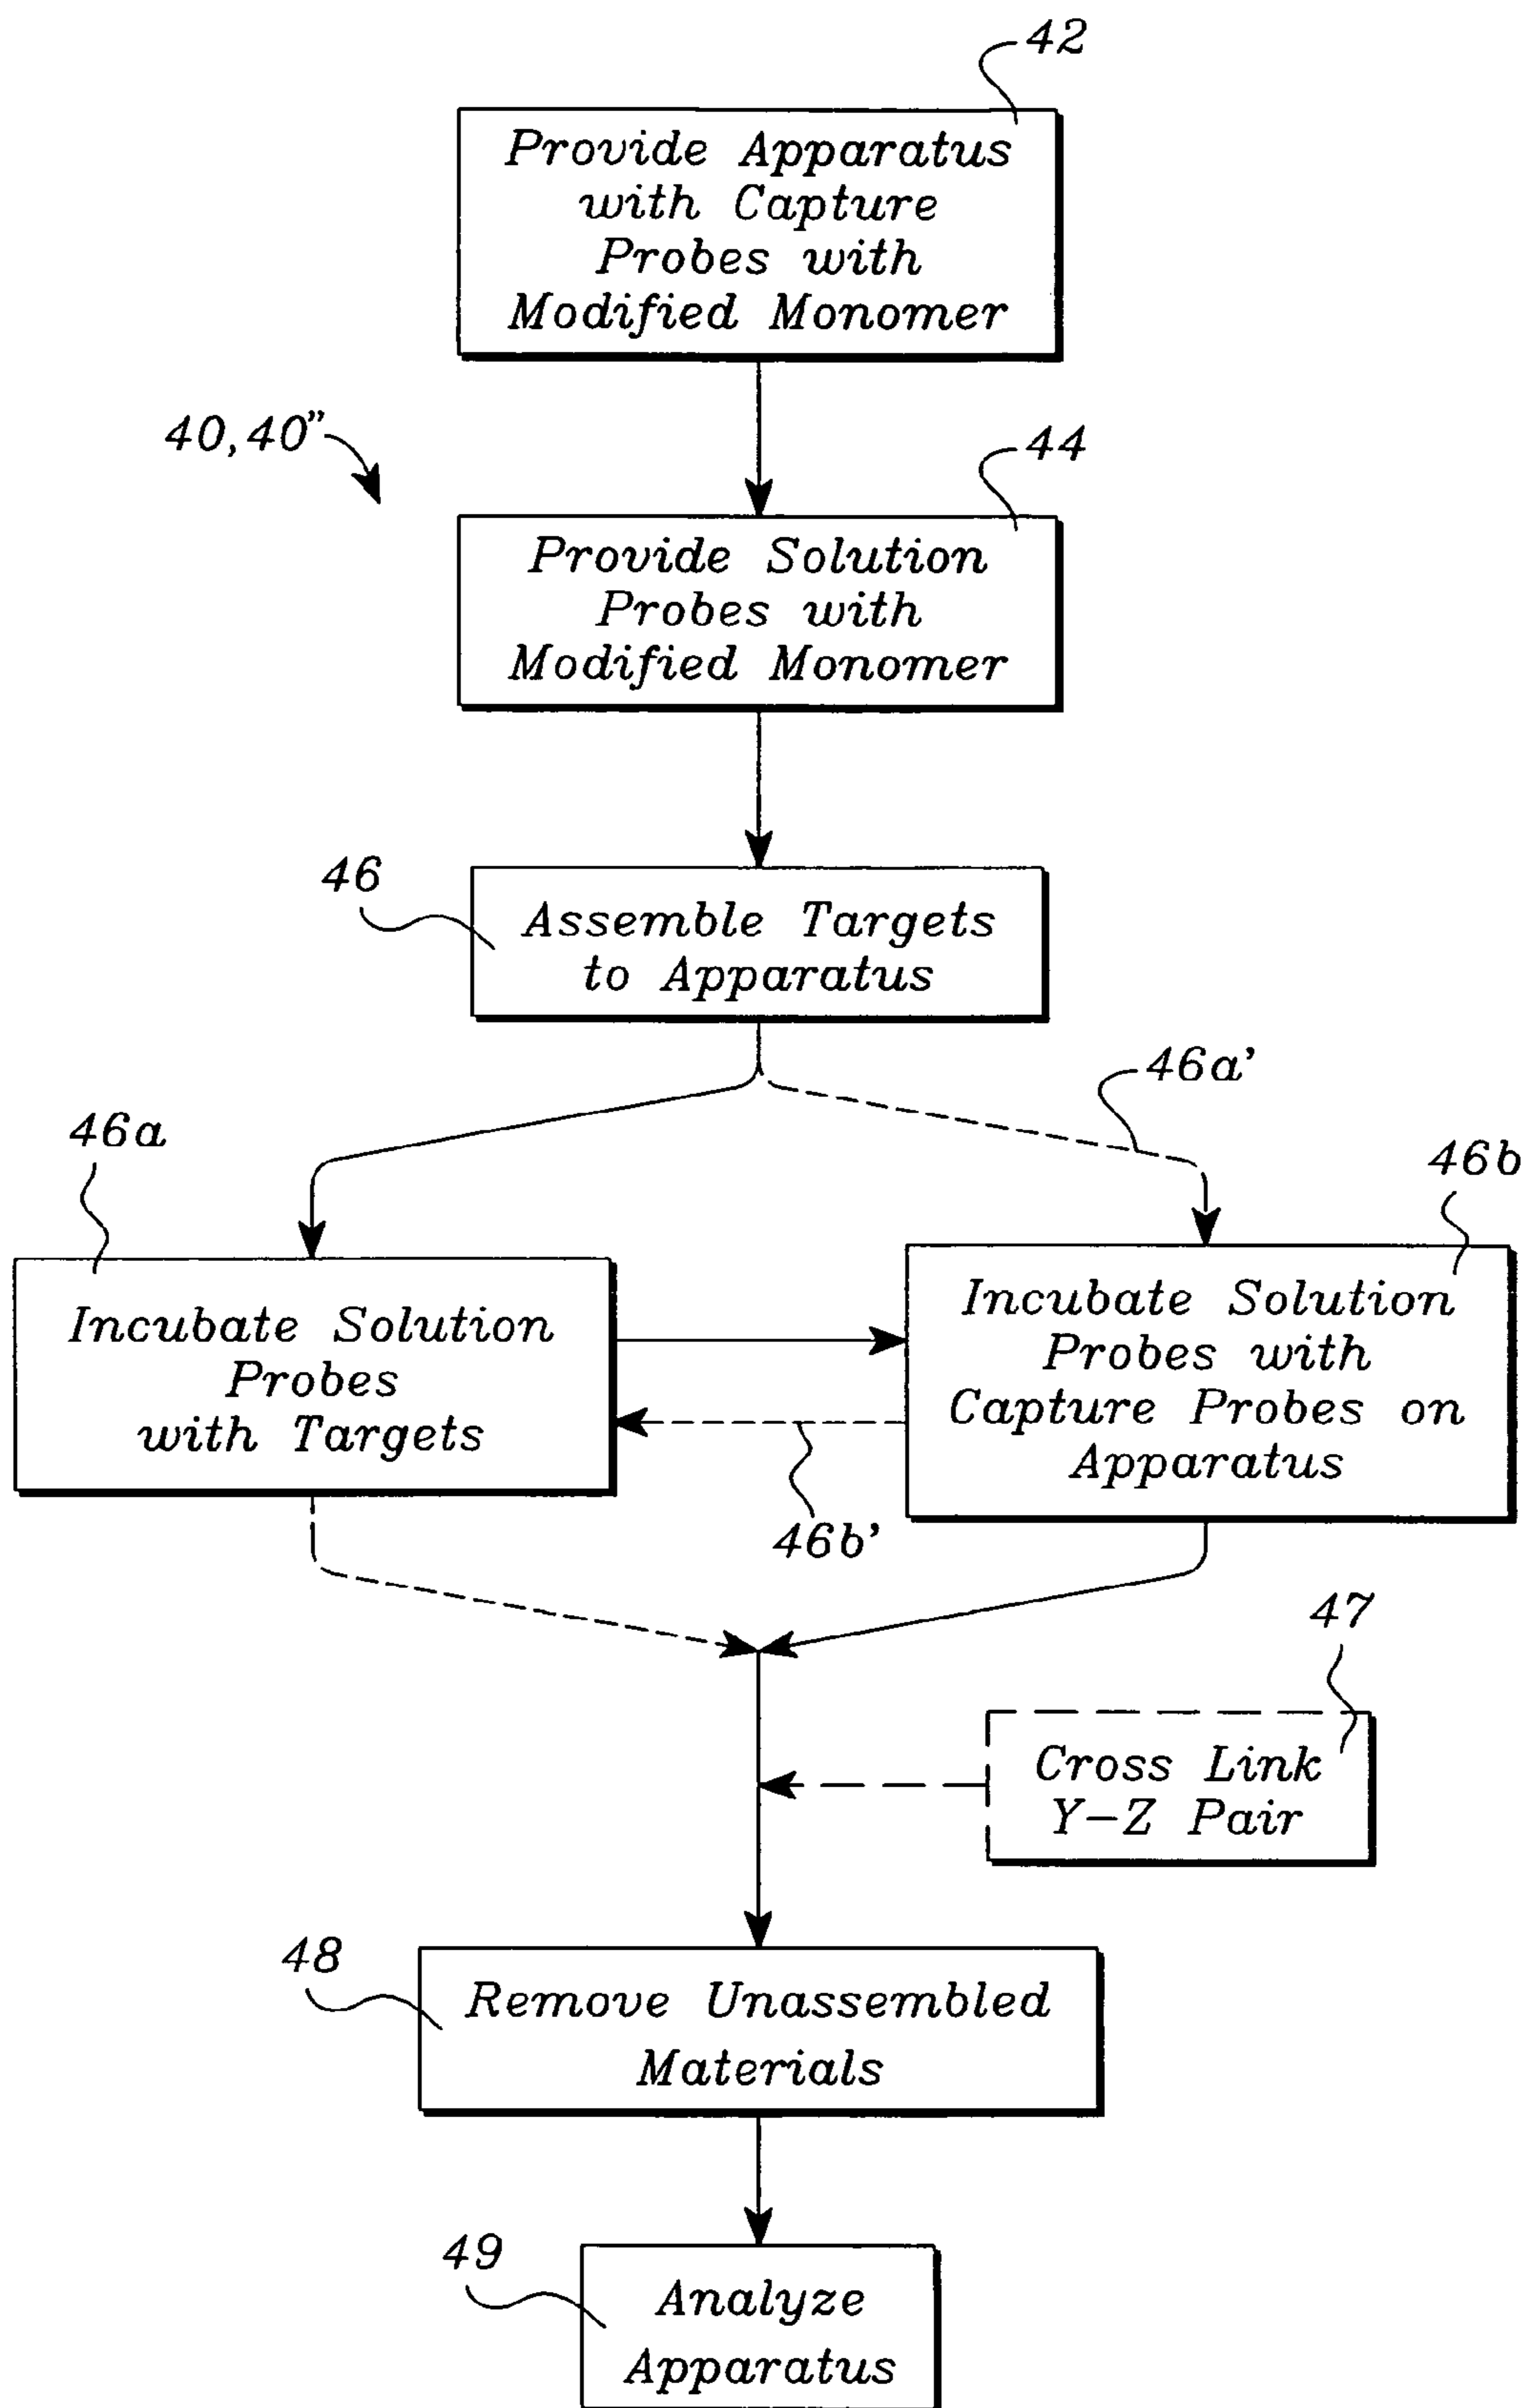 42
Provide Apparatus
with Capture
Probes with
Modified Monomer
40,40"
44
Provide Solution
Probes with
Modified Monomer
46
Assemble Targets
to Apparatus
46a'
46a
46b
Incubate Solution
Probes
with Targets
Incubate Solution
Probes with
Capture Probes on
Apparatus
46b'
47
Cross Link
Y-Z Pair
48
Remove Unassembled
Materials
49
Analyze
Apparatus